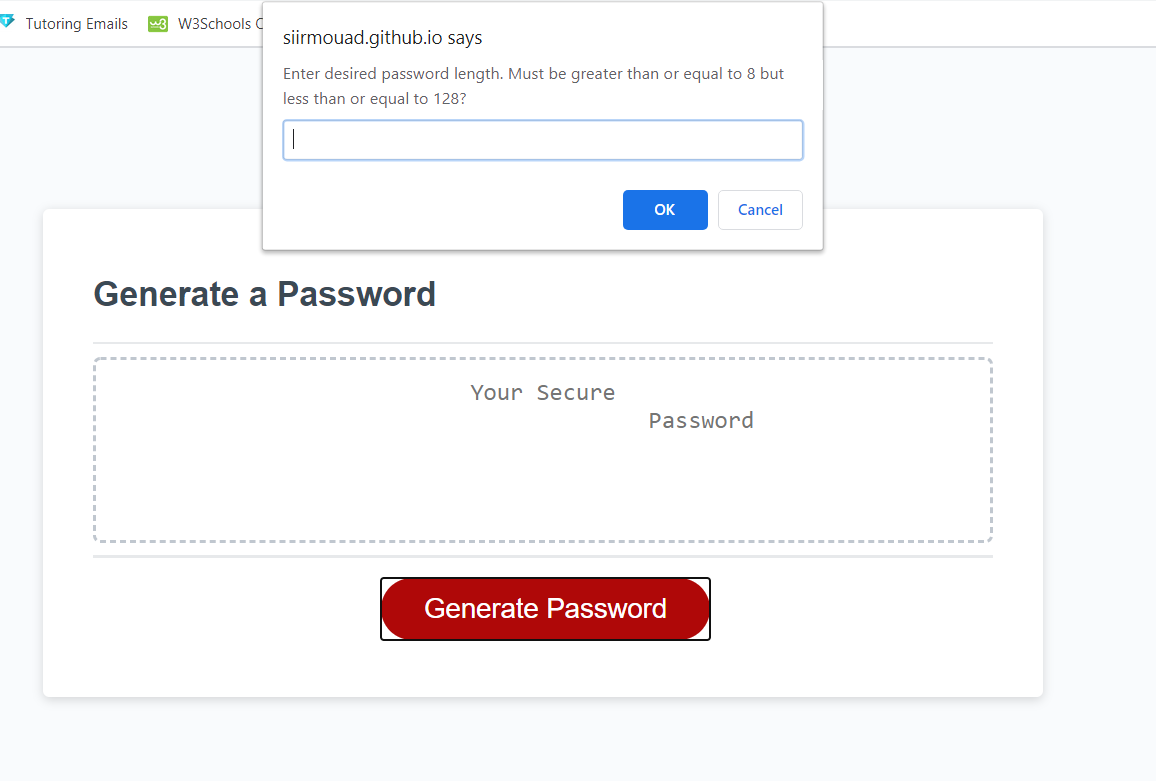 Tutoring Emails
W3Schools
siirmouad.github.io says
Enter desired password length. Must be greater than or equal to 8 but
less than or equal to 128?
OK
Cancel
Generate a Password
Your Secure
Password
Generate Password